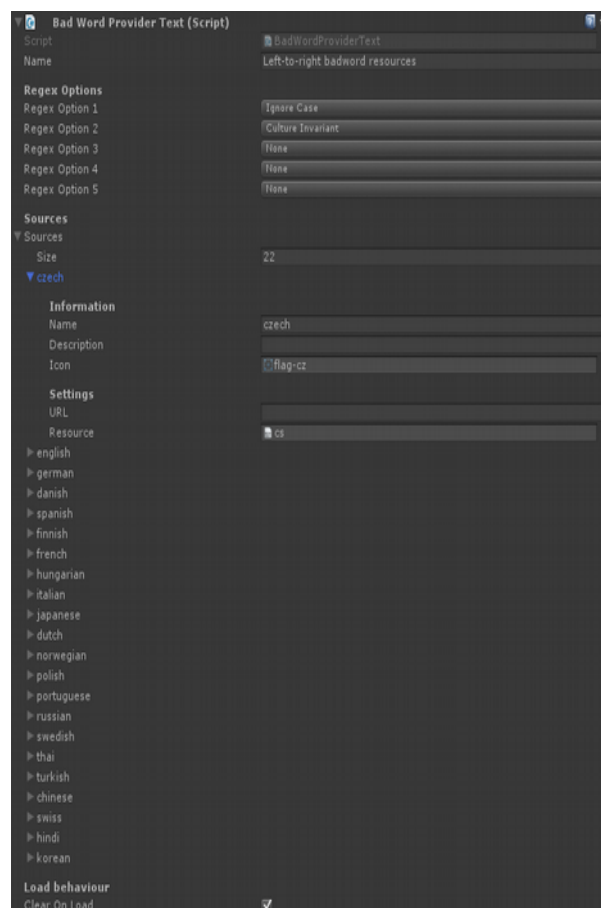 Bad Word Provider Text (Script)
Script BadWordProviderText
Name Left-to-right badword resources
Regex Options
Regex Option 1 Ignore Case
Regex Option 2 Culture Invariant
Regex Option 3 None
Regex Option 4 None
Regex Option 5 None
Sources
Sources
Size 22
czech
Information
Name czech
Description
Icon flag-cz
Settings
URL
Resource cs
english
german
danish
spanish
finnish
french
hungarian
italian
japanese
dutch
norwegian
polish
portuguese
russian
swedish
thai
turkish
chinese
swiss
hindi
korean
Load behaviour
Clear On Load